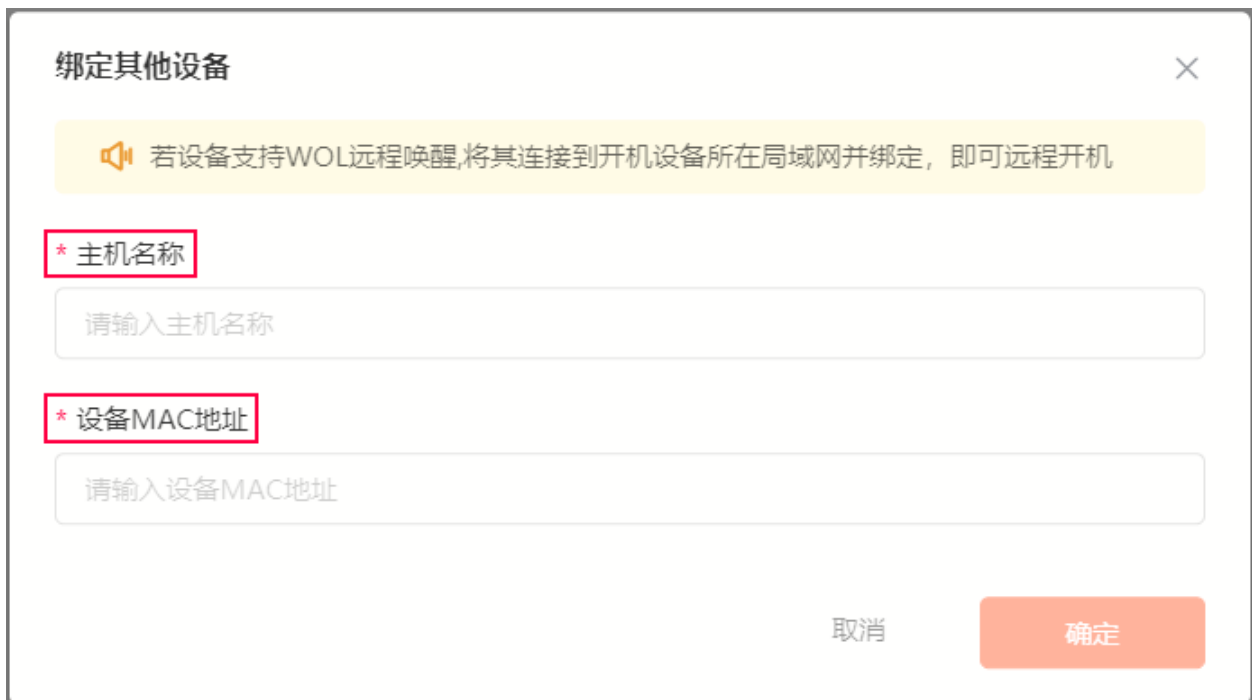 绑定其他设备
若设备支持WOL远程唤醒,将其连接到开机设备所在局域网并绑定，即可远程开机
* 主机名称
请输入主机名称
* 设备MAC地址
请输入设备MAC地址
取消
确定